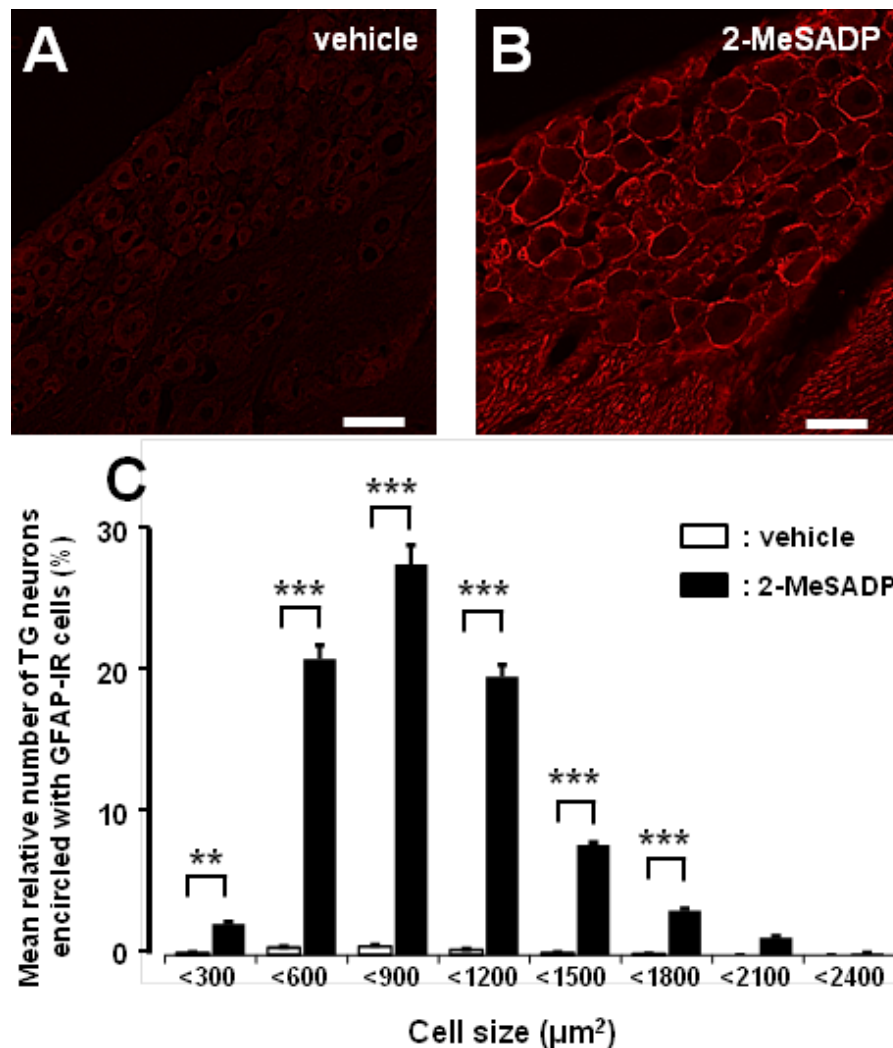 A
vehicle
B
2-MeSADP
C
Mean relative number of TG neurons
encircled with GFAP-IR cells (%)
30
20
10
0
**
***
***
***
***
***
: vehicle
: 2-MeSADP
<300 <600 <900 <1200 <1500 <1800 <2100 <2400
Cell size (µm²)